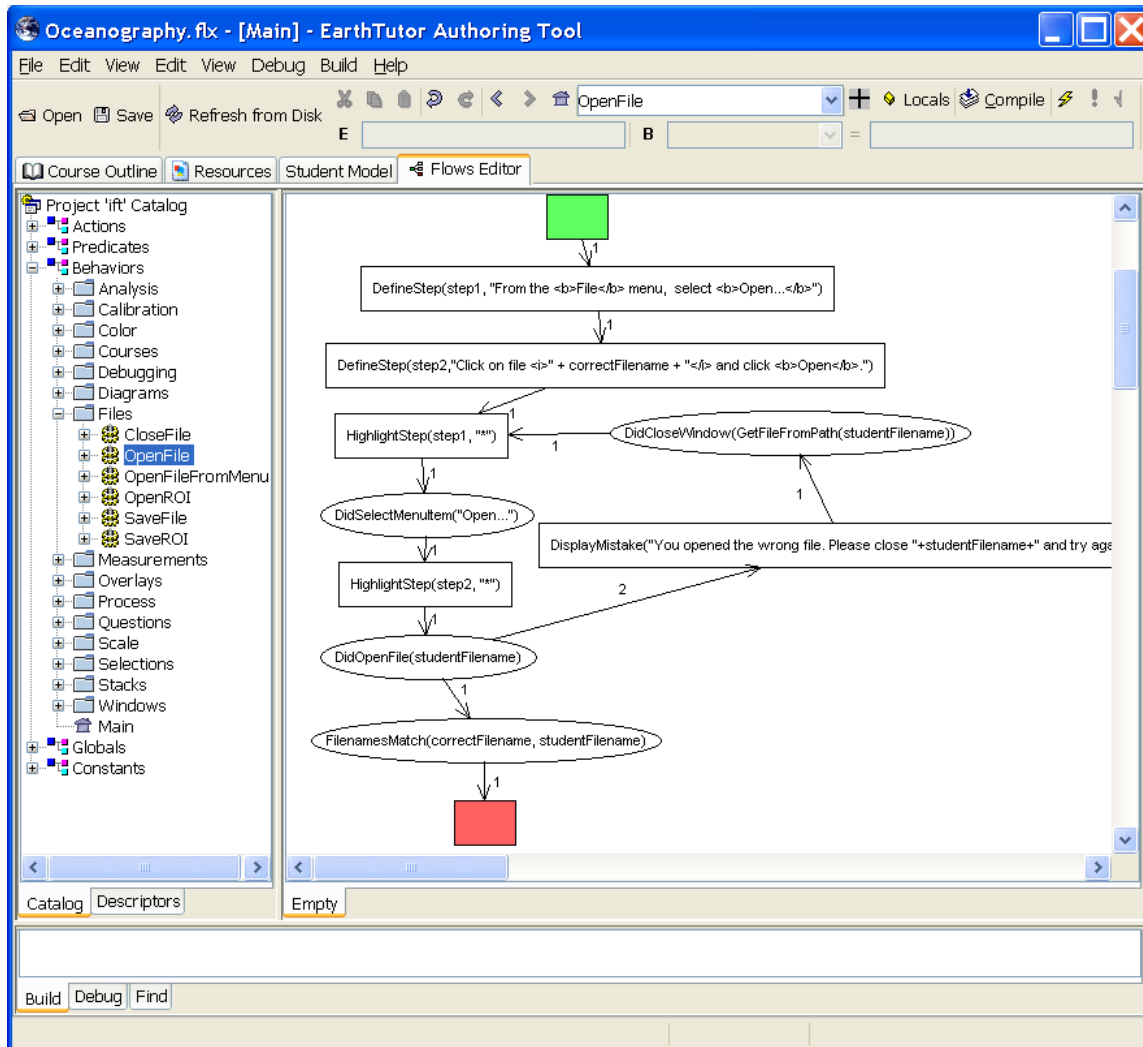 Oceanography.flx - [Main] - EarthTutor Authoring Tool
File Edit View Edit View Debug Build Help
Open Save Refresh from Disk OpenFile Locals Compile
E B =
Course Outline Resources Student Model Flows Editor
Project 'ift' Catalog
Actions
Predicates
Behaviors
Analysis
Calibration
Color
Courses
Debugging
Diagrams
Files
CloseFile
OpenFile
OpenFileFromMenu
OpenROI
SaveFile
SaveROI
Measurements
Overlays
Process
Questions
Scale
Selections
Stacks
Windows
Main
Globals
Constants
Catalog Descriptors
1
DefineStep(step1, "From the <b>File</b> menu, select <b>Open...</b>")
1
DefineStep(step2,"Click on file <i>" + correctFilename + "</i> and click <b>Open</b>.")
1
HighlightStep(step1, "*")
1
DidCloseWindow(GetFileFromPath(studentFilename))
1
1
DidSelectMenuItem("Open...")
DisplayMistake("You opened the wrong file. Please close "+studentFilename+" and try aga
1
HighlightStep(step2, "*")
2
1
DidOpenFile(studentFilename)
1
FilenamesMatch(correctFilename, studentFilename)
1
Empty
Build Debug Find